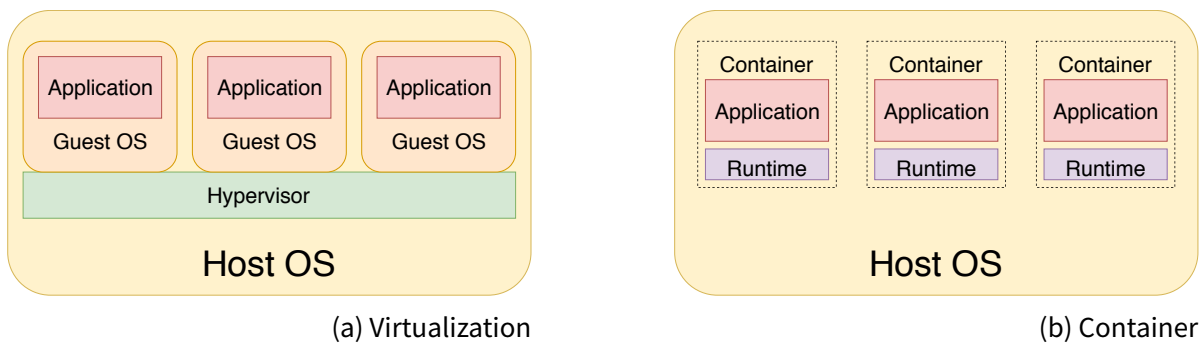 Application
Guest OS
Application
Guest OS
Application
Guest OS
Hypervisor
Host OS
(a) Virtualization
Container
Application
Runtime
Container
Application
Runtime
Container
Application
Runtime
Host OS
(b) Container